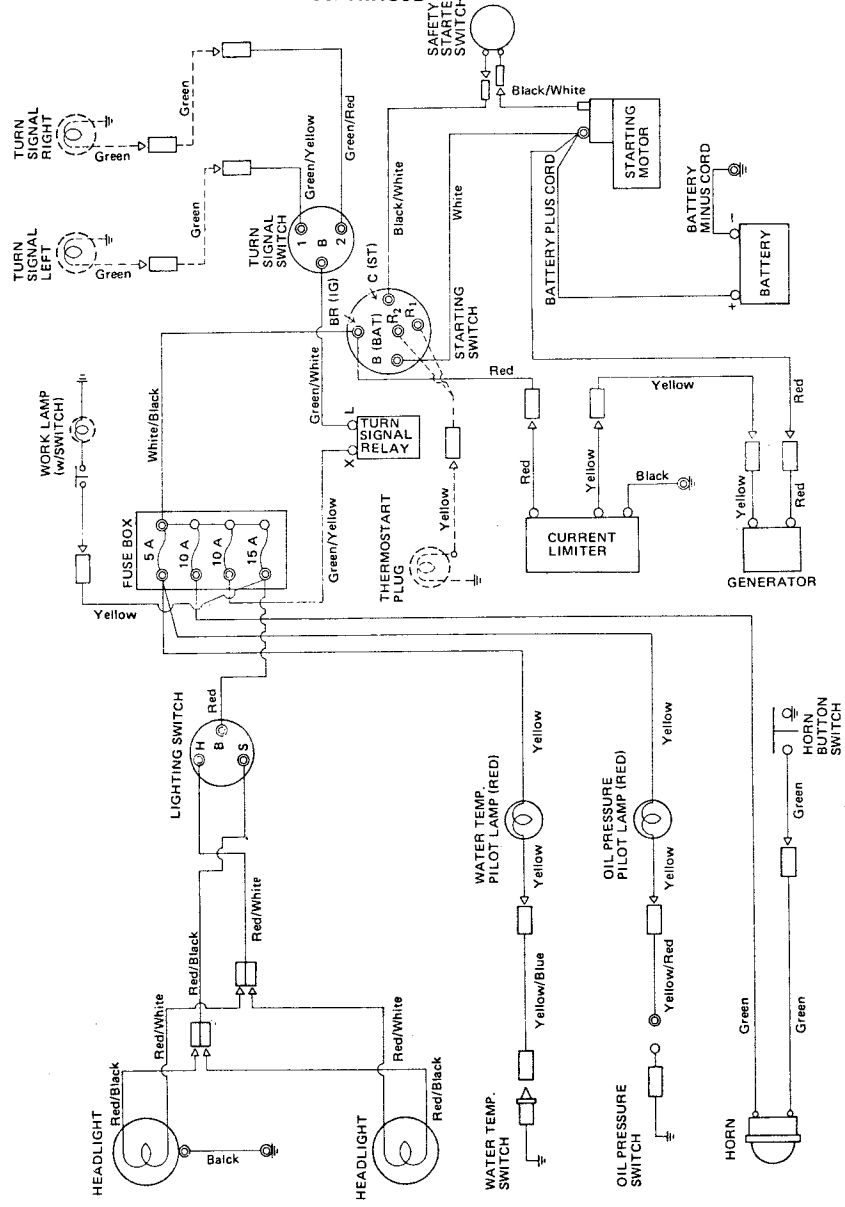 SAFETY
STARTER
SWITCH
Black/White
TURN
SIGNAL
RIGHT
Green
Green
Green/Red
TURN
SIGNAL
LEFT
Green
Green
Green/Yellow
TURN
SIGNAL
SWITCH
1
B
2
Black/White
White
STARTING
MOTOR
BATTERY PLUS CORD
BATTERY
MINUS CORD
BATTERY
+
-
BR (IG)
C (ST)
B (BAT)
R2
R1
STARTING
SWITCH
WORK LAMP
(w/SWITCH)
White/Black
Green/White
L
X
TURN
SIGNAL
RELAY
Red
Yellow
Red
FUSE BOX
5 A
10 A
10 A
15 A
Yellow
Green/Yellow
THERMOSTART
PLUG
Yellow
Red
Yellow
Black
CURRENT
LIMITER
Yellow
Red
GENERATOR
LIGHTING SWITCH
H
B
S
Red
Yellow
Yellow
WATER TEMP.
PILOT LAMP (RED)
Yellow
OIL PRESSURE
PILOT LAMP (RED)
Yellow
HORN
BUTTON
SWITCH
Green
Red/Black
Red/White
Red/White
Red/Black
HEADLIGHT
Balck
Red/White
Red/Black
HEADLIGHT
Yellow/Blue
WATER TEMP.
SWITCH
Yellow/Red
OIL PRESSURE
SWITCH
Green
Green
HORN